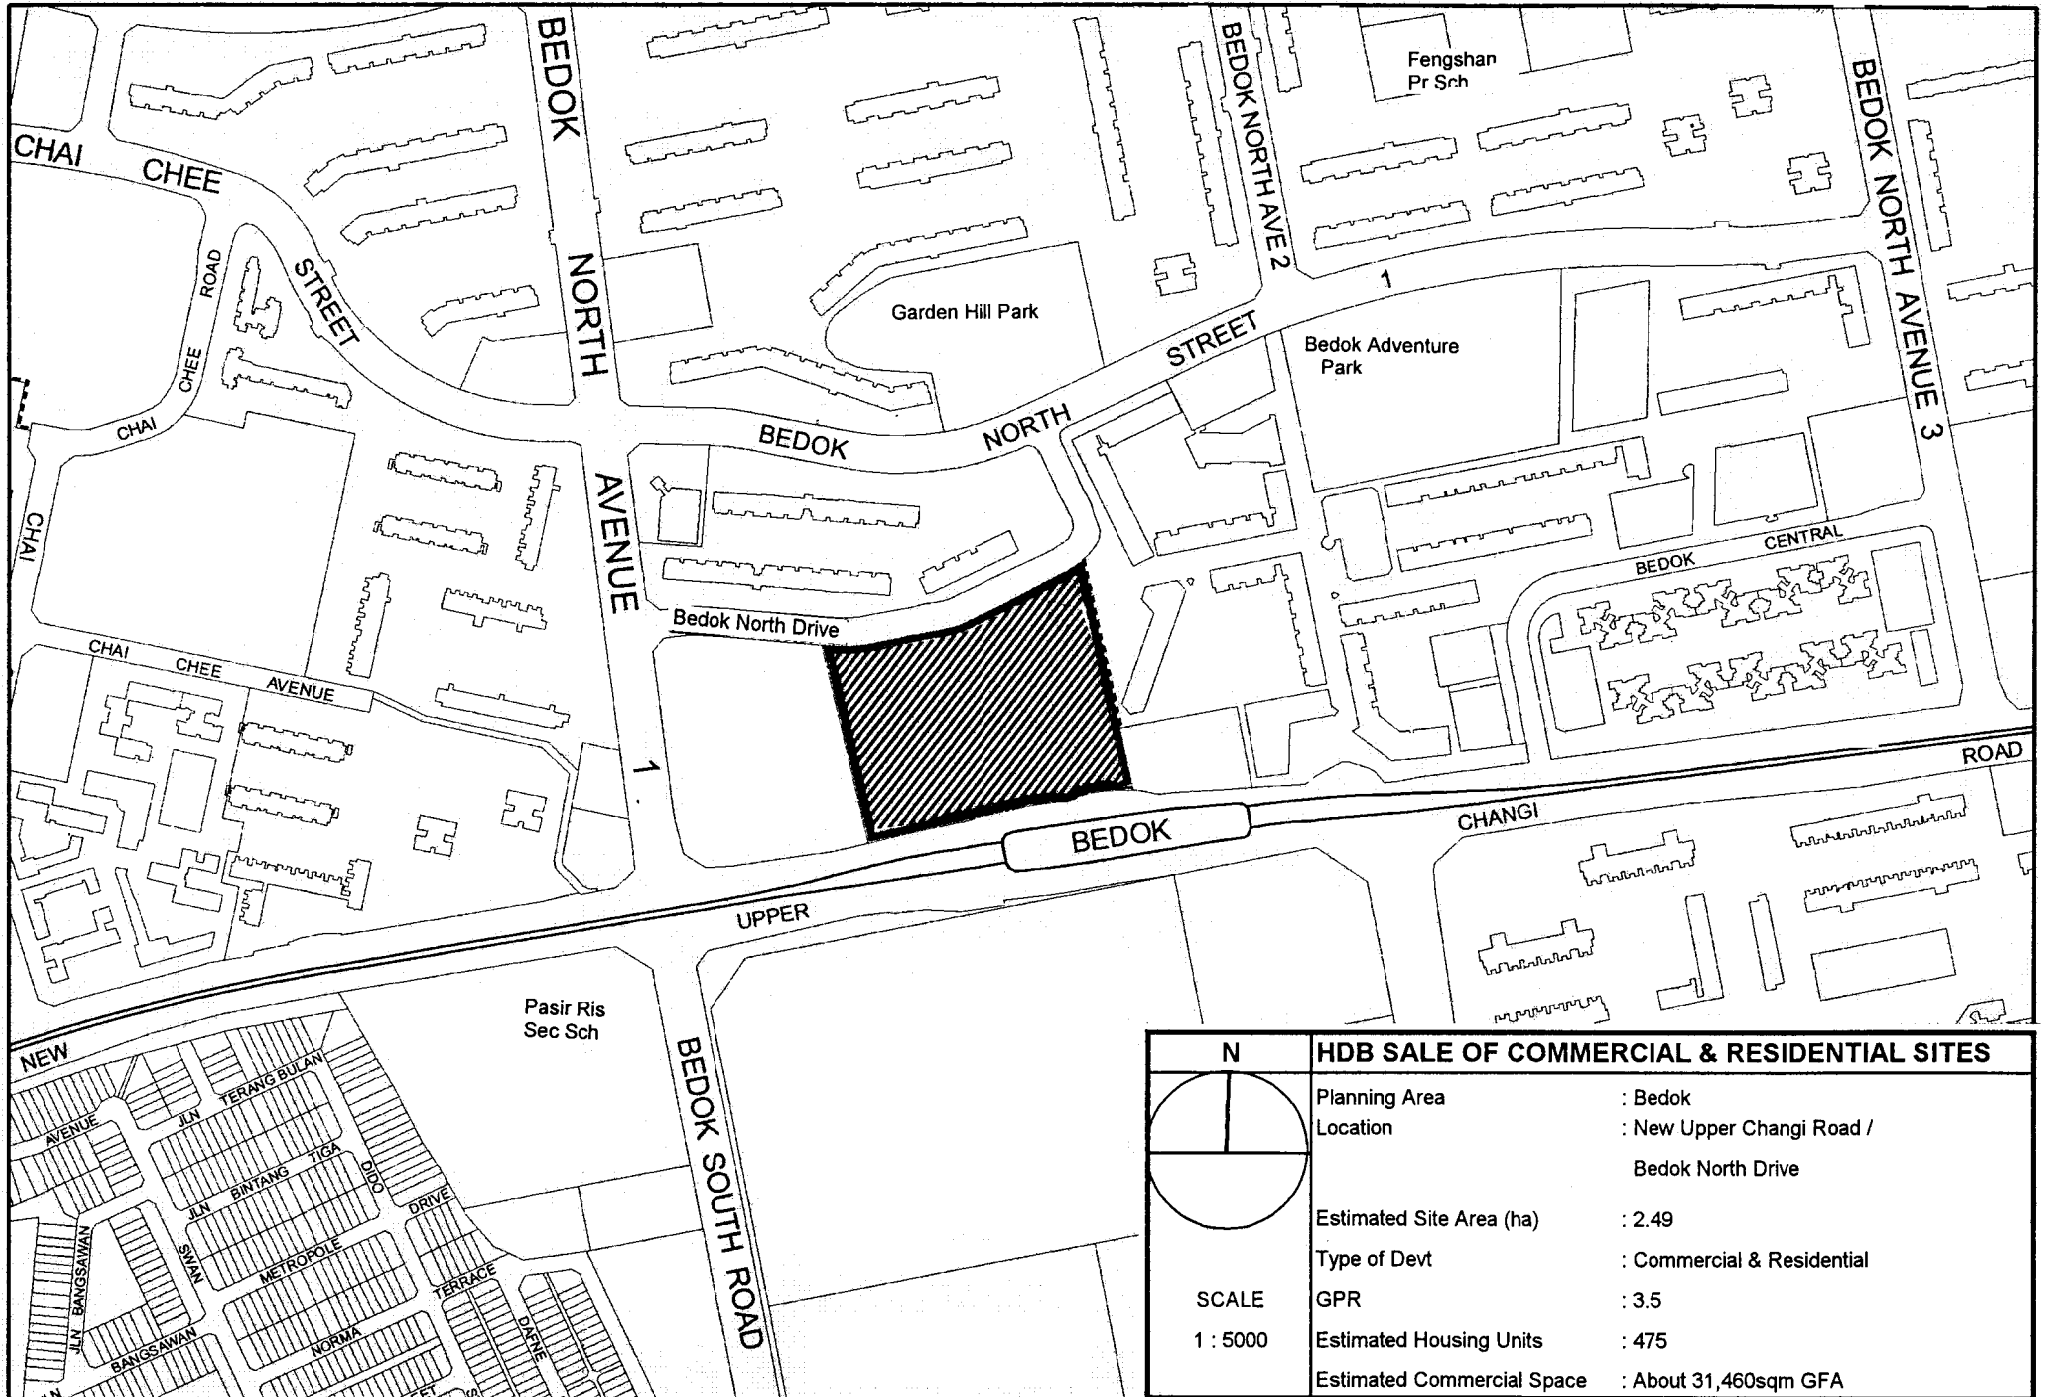 BEDOK
BEDOK NORTH AVE 2
Fengshan
Pr Sch
BEDOK NORTH AVENUE 3
CHAI
CHEE
STREET
ROAD
CHEE
CHAI
NORTH
Garden Hill Park
1
STREET
Bedok Adventure
Park
NORTH
BEDOK
AVENUE
CHAI
BEDOK
CENTRAL
Bedok North Drive
CHAI
CHEE
AVENUE
1
ROAD
CHANGI
BEDOK
UPPER
NEW
Pasir Ris
Sec Sch
BEDOK SOUTH ROAD
AVENUE
JLN
TERANG BULAN
JLN
BINTANG
TIGA
DIDO
DRIVE
SWAN
METROPOLE
TERRACE
JLN
BANGSAWAN
BANGSAWAN
NORMA
DAFNE
N
HDB SALE OF COMMERCIAL & RESIDENTIAL SITES
Planning Area : Bedok
Location : New Upper Changi Road /
Bedok North Drive
Estimated Site Area (ha) : 2.49
Type of Devt : Commercial & Residential
SCALE
GPR : 3.5
1 : 5000
Estimated Housing Units : 475
Estimated Commercial Space : About 31,460sqm GFA